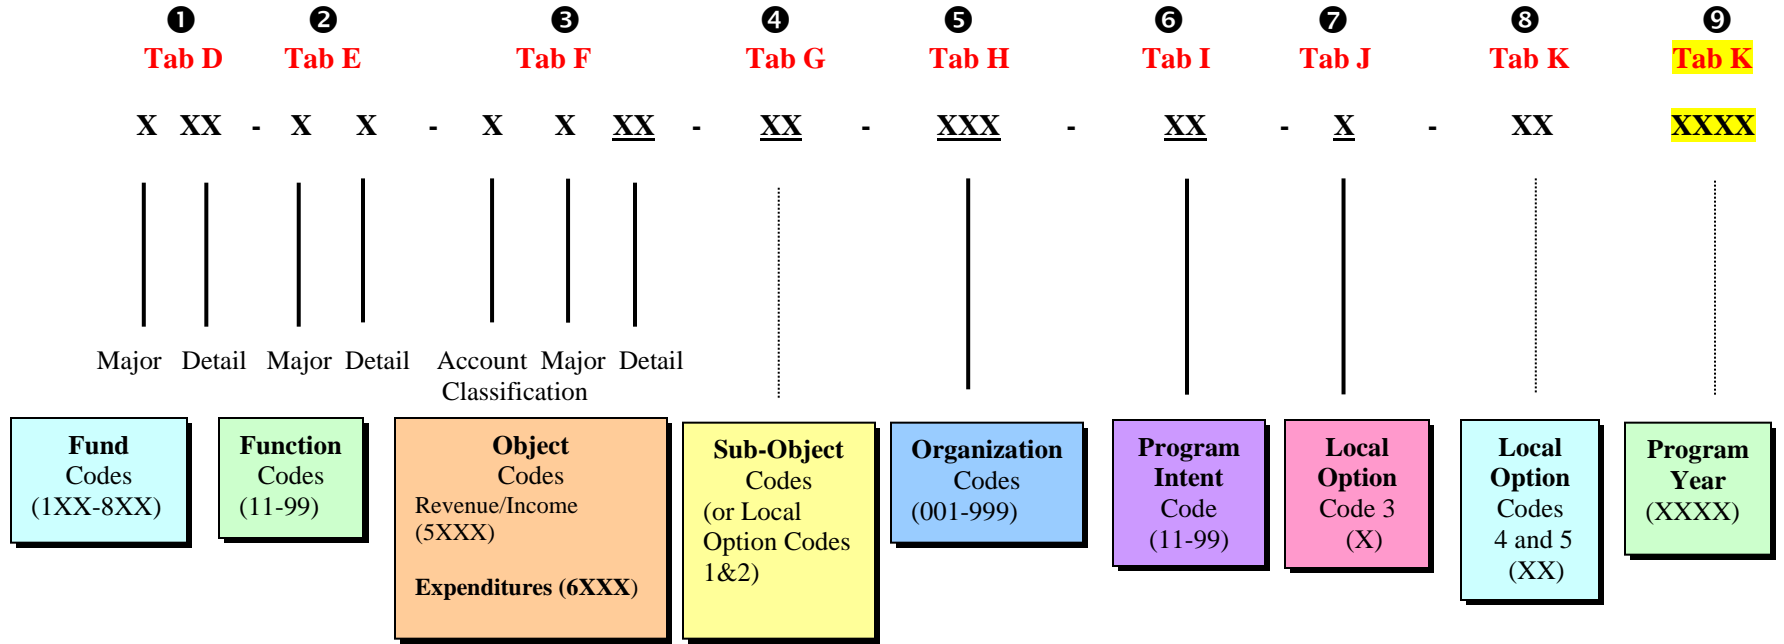 ❶ ❷ ❸ ❹ ❺ ❻ ❼ ❽ ❾
Tab D Tab E Tab F Tab G Tab H Tab I Tab J Tab K Tab K
X XX - X X - X X XX - XX - XXX - XX - X - XX XXXX
Major Detail Major Detail Account Major Detail
Classification
Fund
Codes
(1XX-8XX)
Function
Codes
(11-99)
Object
Codes
Revenue/Income
(5XXX)
Expenditures (6XXX)
Sub-Object
Codes
(or Local
Option Codes
1&2)
Organization
Codes
(001-999)
Program
Intent
Code
(11-99)
Local
Option
Code 3
(X)
Local
Option
Codes
4 and 5
(XX)
Program
Year
(XXXX)